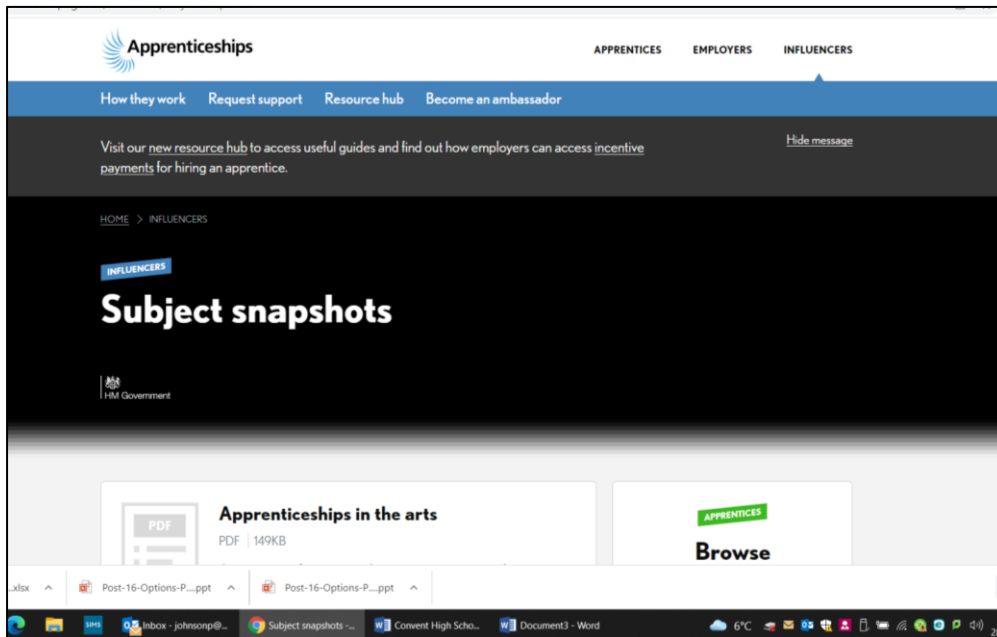 Apprenticeships
APPRENTICES EMPLOYERS INFLUENCERS
How they work Request support Resource hub Become an ambassador
Visit our new resource hub to access useful guides and find out how employers can access incentive
payments for hiring an apprentice.
Hide message
HOME > INFLUENCERS
INFLUENCERS
Subject snapshots
HM Government
PDF
Apprenticeships in the arts
PDF | 149KB
APPRENTICES
Browse
...xlsx
Post-16-Options-P....ppt
Post-16-Options-P....ppt
SIMS
Inbox - johnsonp@...
Subject snapshots -...
Convent High Scho...
Document3 - Word
6°C